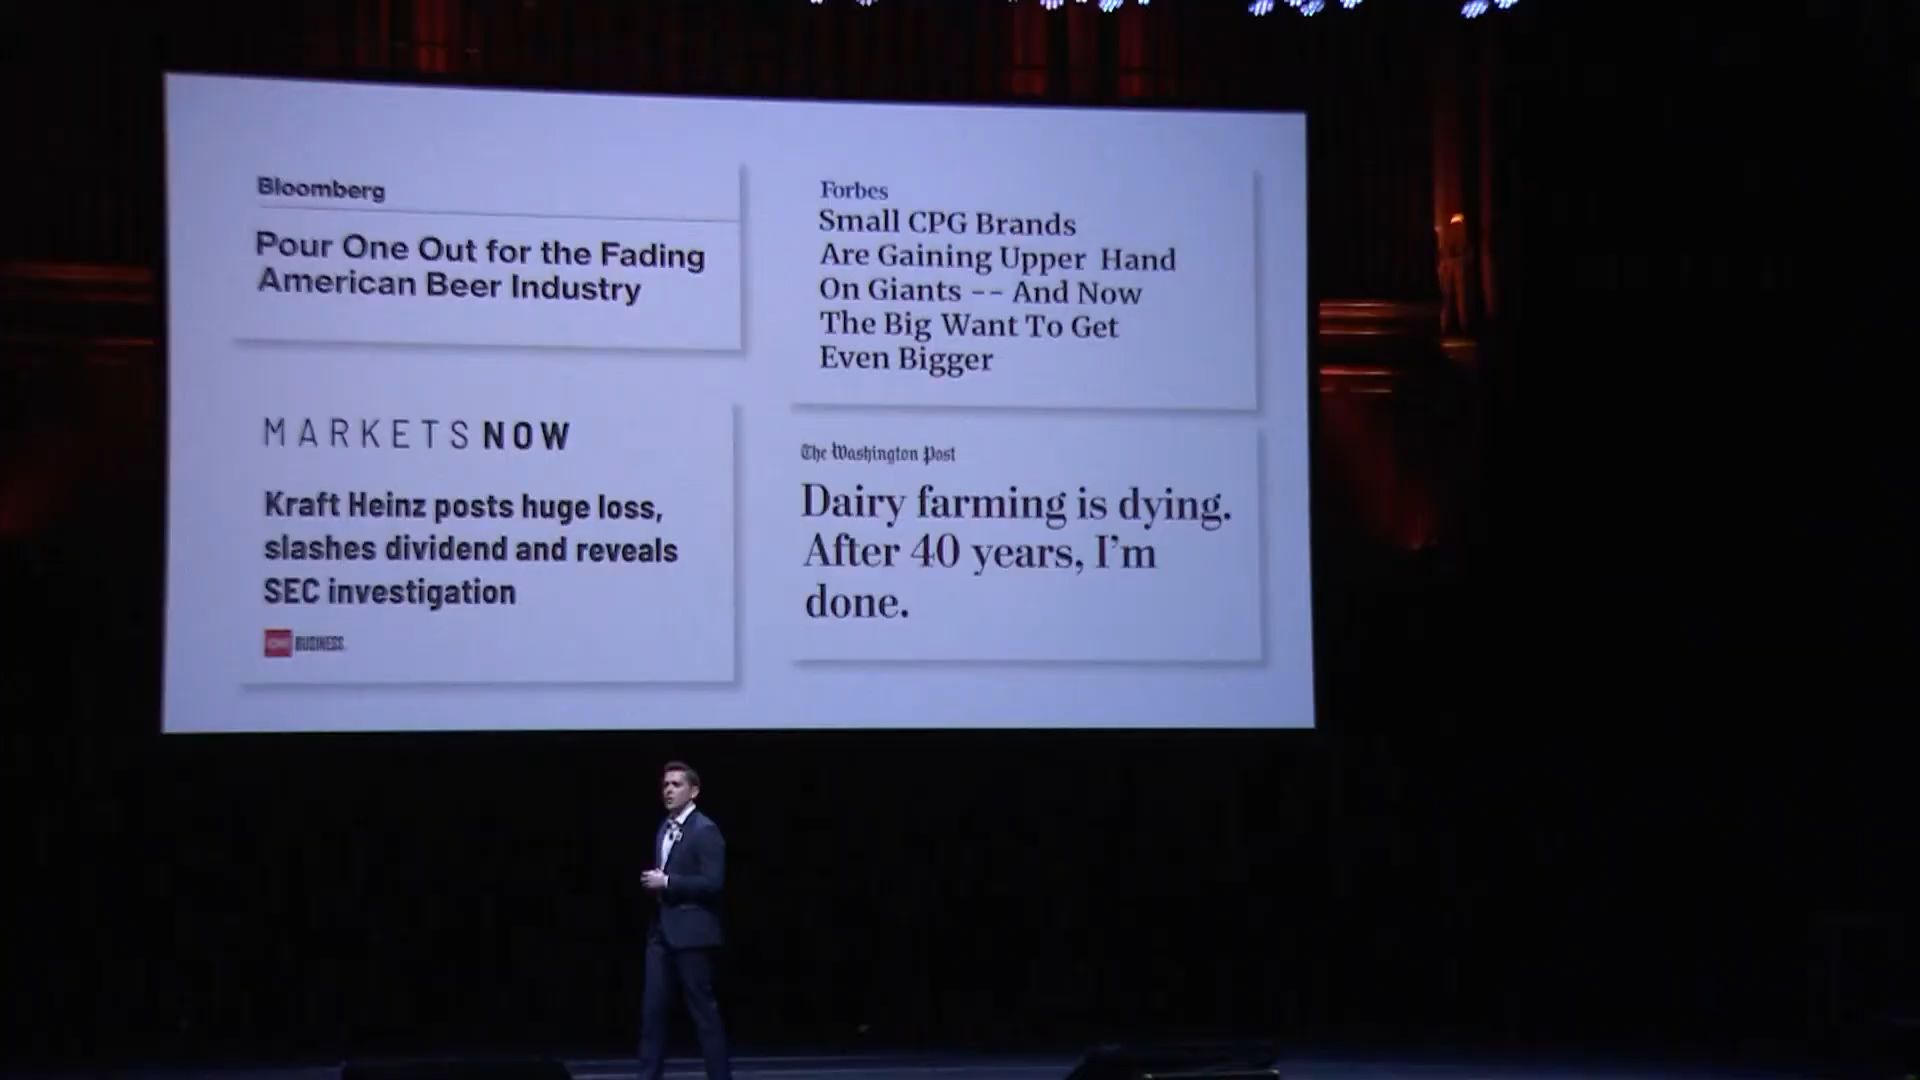 Bloomberg
Pour One Out for the Fading
American Beer Industry
Forbes
Small CPG Brands
Are Gaining Upper Hand
On Giants -- And Now
The Big Want To Get
Even Bigger
MARKETS NOW
Kraft Heinz posts huge loss,
slashes dividend and reveals
SEC investigation
CNN BUSINESS
The Washington Post
Dairy farming is dying.
After 40 years, I'm
done.